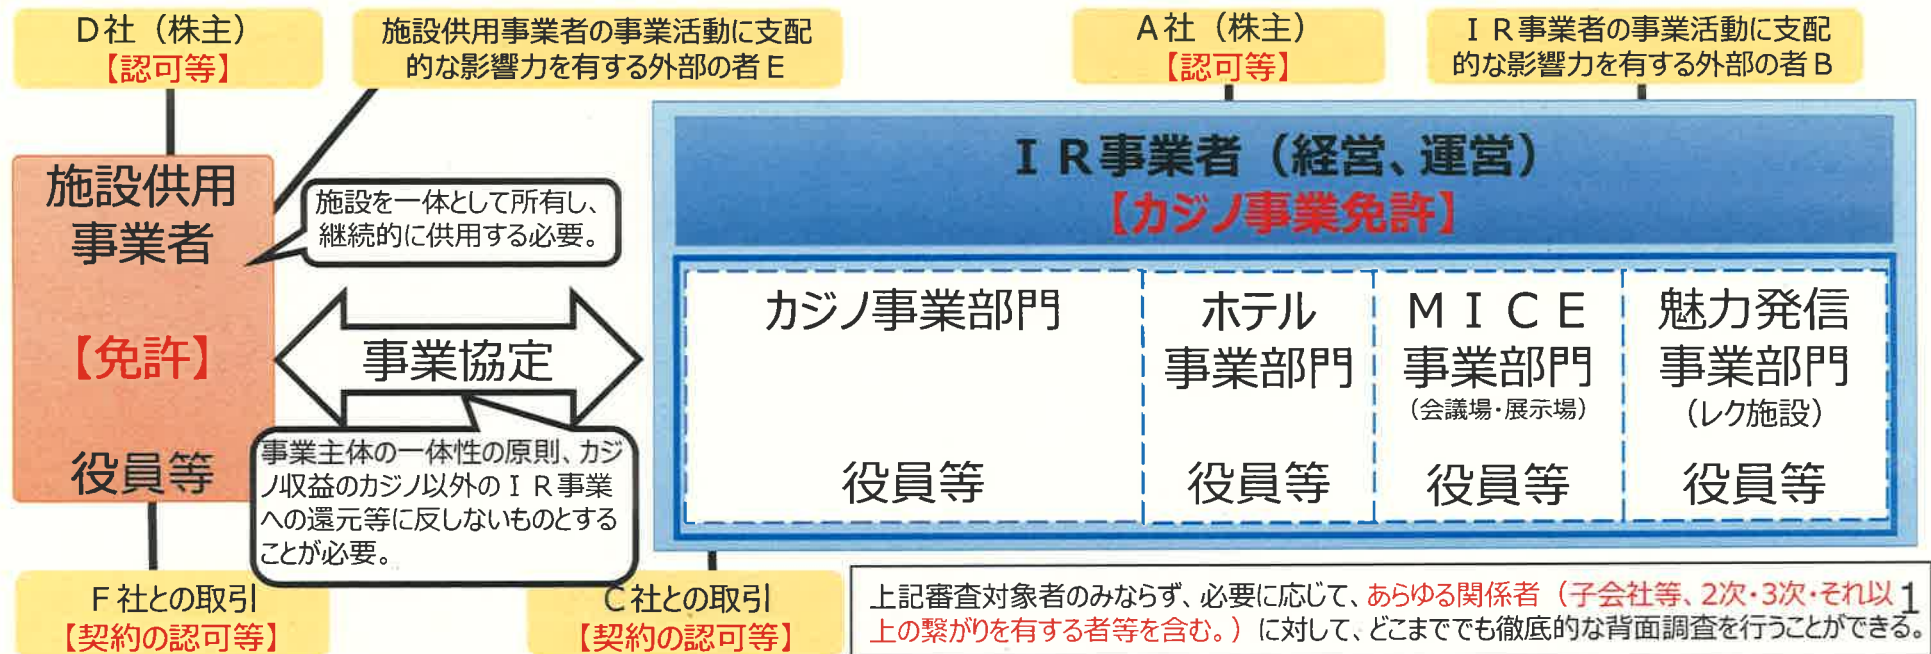 D社（株主）
【認可等】
施設供用事業者の事業活動に支配
的な影響力を有する外部の者E
A社（株主）
【認可等】
ＩＲ事業者の事業活動に支配
的な影響力を有する外部の者B
施設供用
事業者
【免許】
役員等
施設を一体として所有し、
継続的に供用する必要。
事業協定
事業主体の一体性の原則、カジ
ノ収益のカジノ以外のＩＲ事業
への還元等に反しないものとする
ことが必要。
ＩＲ事業者（経営、運営）
【カジノ事業免許】
カジノ事業部門
役員等
ホテル
事業部門
役員等
ＭＩＣＥ
事業部門
（会議場・展示場）
役員等
魅力発信
事業部門
（レク施設）
役員等
F社との取引
【契約の認可等】
C社との取引
【契約の認可等】
上記審査対象者のみならず、必要に応じて、あらゆる関係者（子会社等、2次・3次・それ以
上の繋がりを有する者等を含む。）に対して、どこまででも徹底的な背面調査を行うことができる。
1